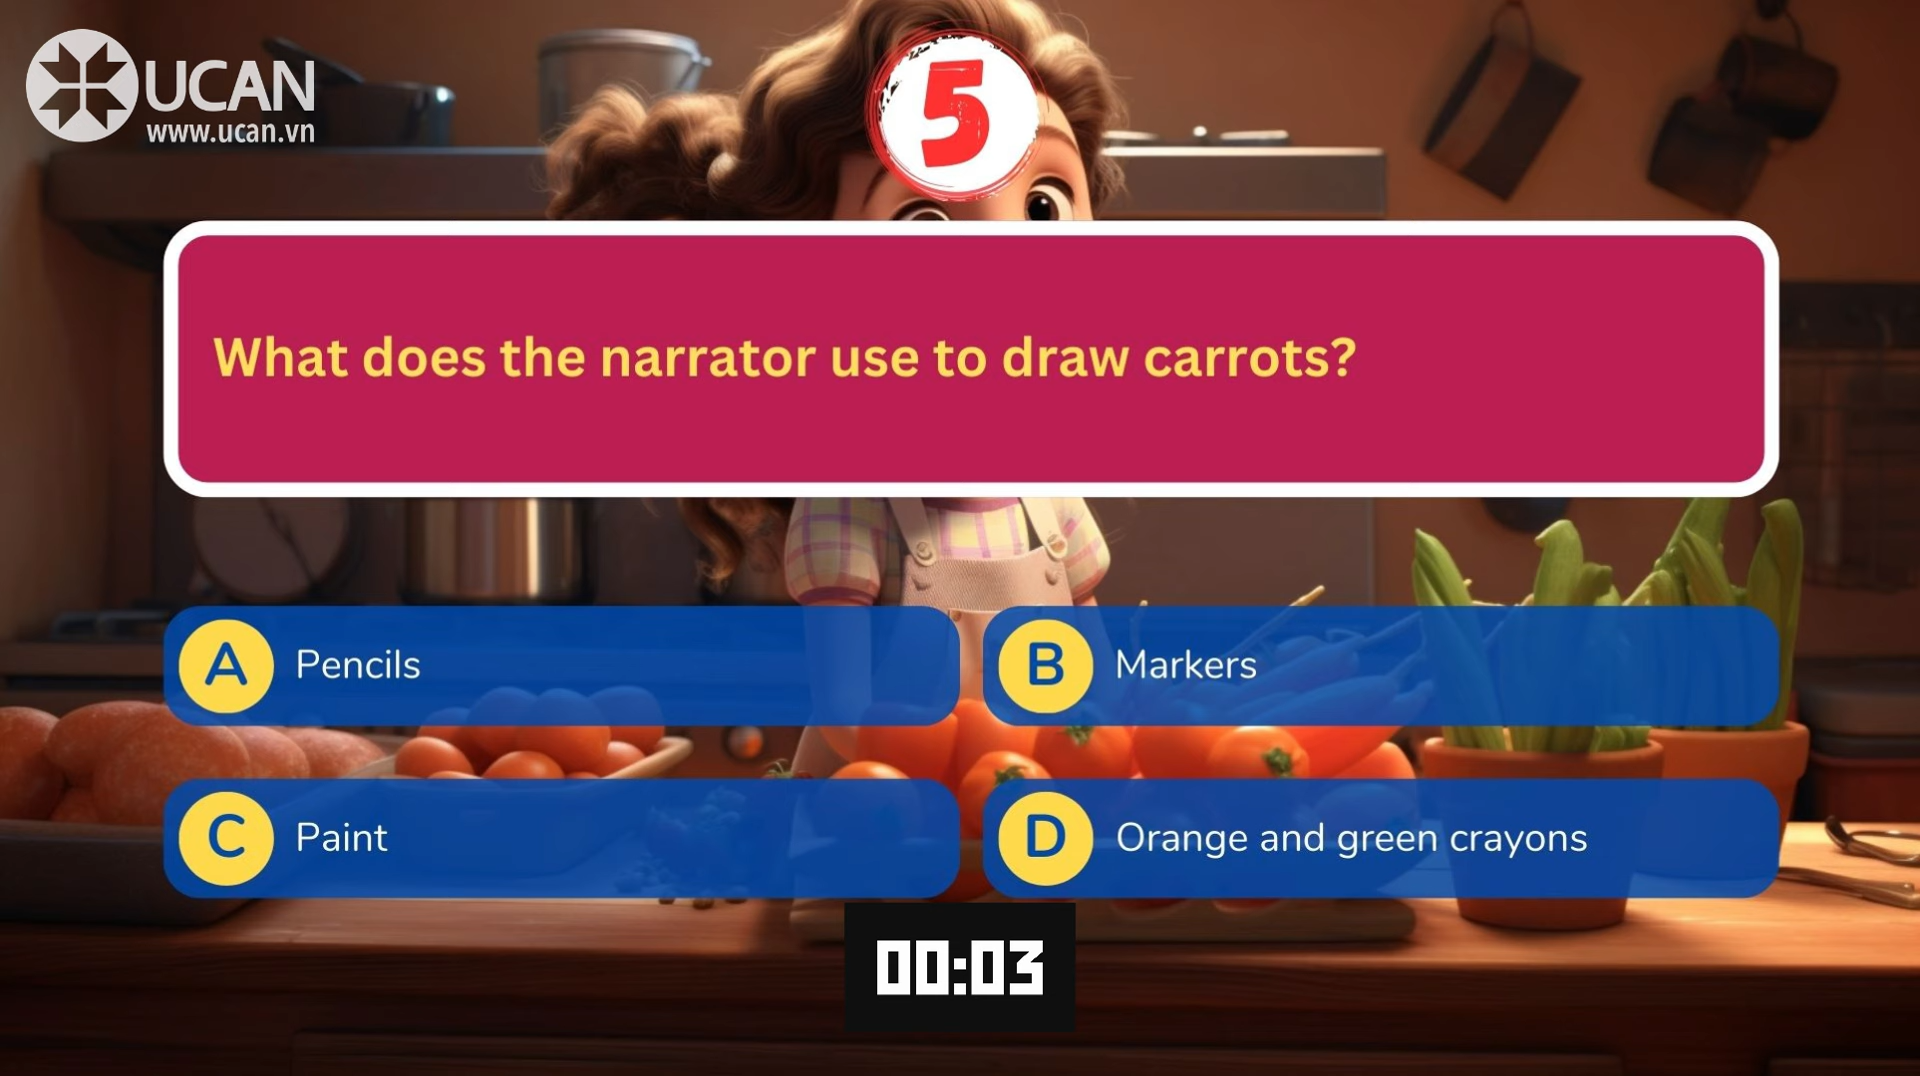 UCAN
www.ucan.vn
5
What does the narrator use to draw carrots?
A Pencils
B Markers
C Paint
D Orange and green crayons
00:03